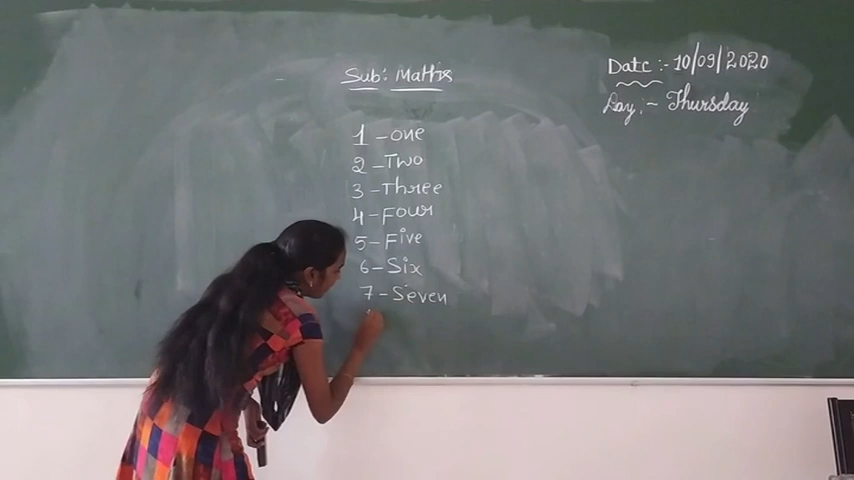 Sub: Maths
Date :- 10/09/2020
Day :- Thursday
1 - one
2 - Two
3 - Three
4 - Four
5 - Five
6 - Six
7 - Seven